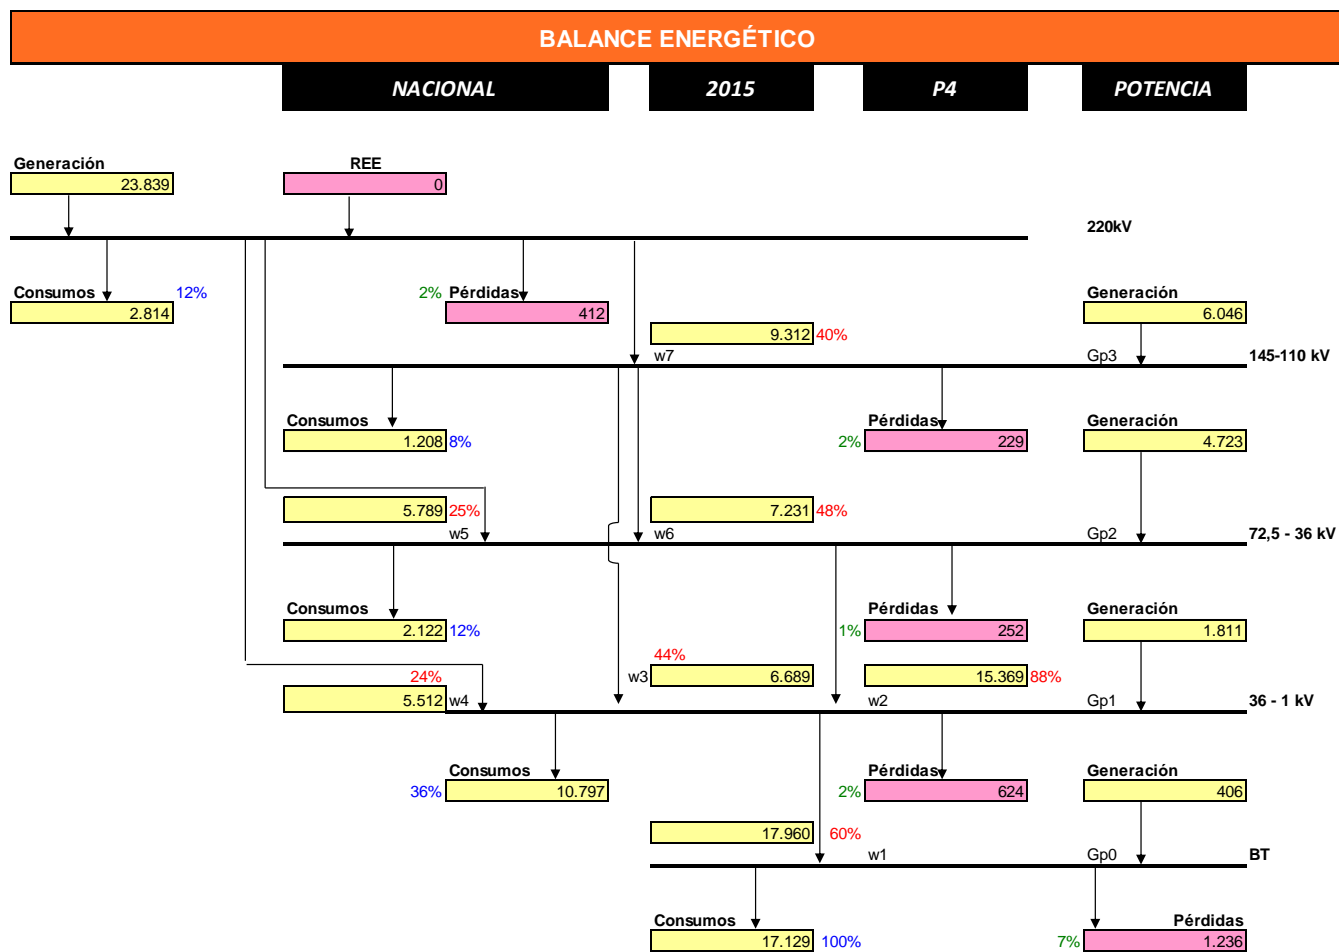 BALANCE ENERGÉTICO
NACIONAL 2015 P4 POTENCIA
Generación REE
23.839 0
220kV
Consumos 12% 2% Pérdidas Generación
2.814 412 6.046
9.312 40%
w7 Gp3 145-110 kV
Consumos Pérdidas Generación
1.208 8% 2% 229 4.723
5.789 25% 7.231 48%
w5 w6 Gp2 72,5 - 36 kV
Consumos Pérdidas Generación
2.122 12% 1% 252 1.811
44%
24% w3 6.689 15.369 88%
5.512 w4 w2 Gp1 36 - 1 kV
Consumos Pérdidas Generación
36% 10.797 2% 624 406
17.960 60%
w1 Gp0 BT
Consumos Pérdidas
17.129 100% 7% 1.236